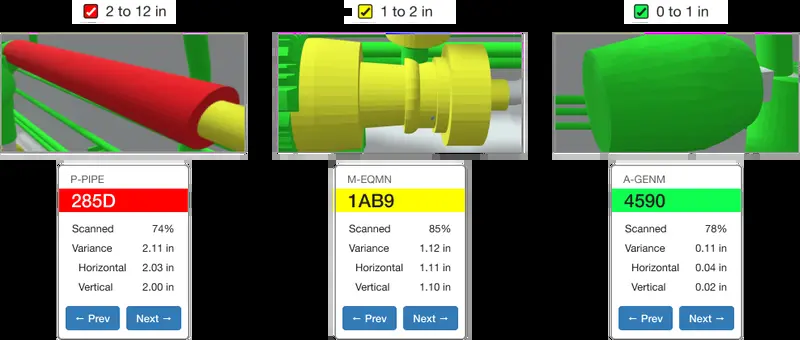 2 to 12 in
1 to 2 in
0 to 1 in
P-PIPE
285D
Scanned 74%
Variance 2.11 in
Horizontal 2.03 in
Vertical 2.00 in
← Prev Next →
M-EQMN
1AB9
Scanned 85%
Variance 1.12 in
Horizontal 1.11 in
Vertical 1.10 in
← Prev Next →
A-GENM
4590
Scanned 78%
Variance 0.11 in
Horizontal 0.04 in
Vertical 0.02 in
← Prev Next →